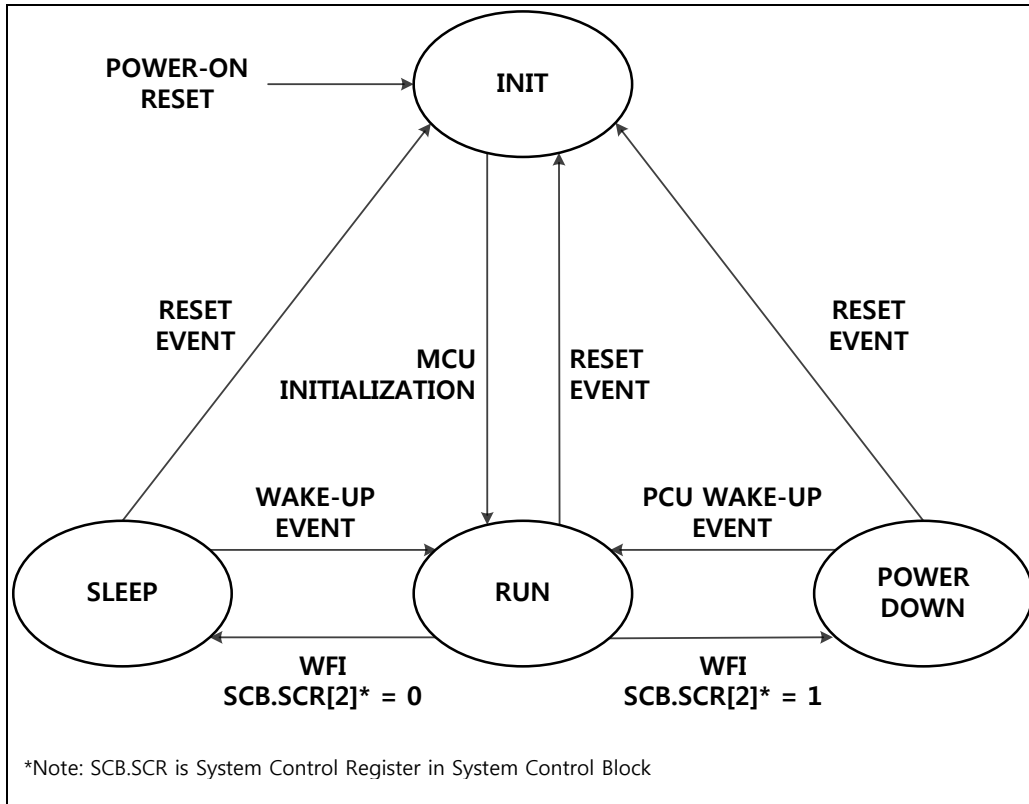 POWER-ON
RESET
INIT
RESET
EVENT
MCU
INITIALIZATION
RESET
EVENT
RESET
EVENT
WAKE-UP
EVENT
PCU WAKE-UP
EVENT
SLEEP
RUN
POWER
DOWN
WFI
SCB.SCR[2]* = 0
WFI
SCB.SCR[2]* = 1
*Note: SCB.SCR is System Control Register in System Control Block